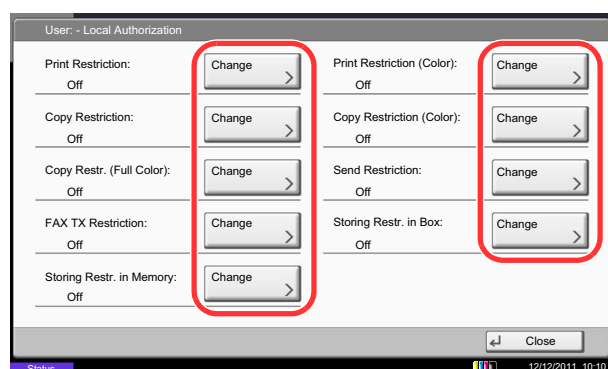 User: - Local Authorization
Print Restriction:
Off
Change
Print Restriction (Color):
Off
Change
Copy Restriction:
Off
Change
Copy Restriction (Color):
Off
Change
Copy Restr. (Full Color):
Off
Change
Send Restriction:
Off
Change
FAX TX Restriction:
Off
Change
Storing Restr. in Box:
Off
Change
Storing Restr. in Memory:
Off
Change
Close
Status
12/12/2011 10:10